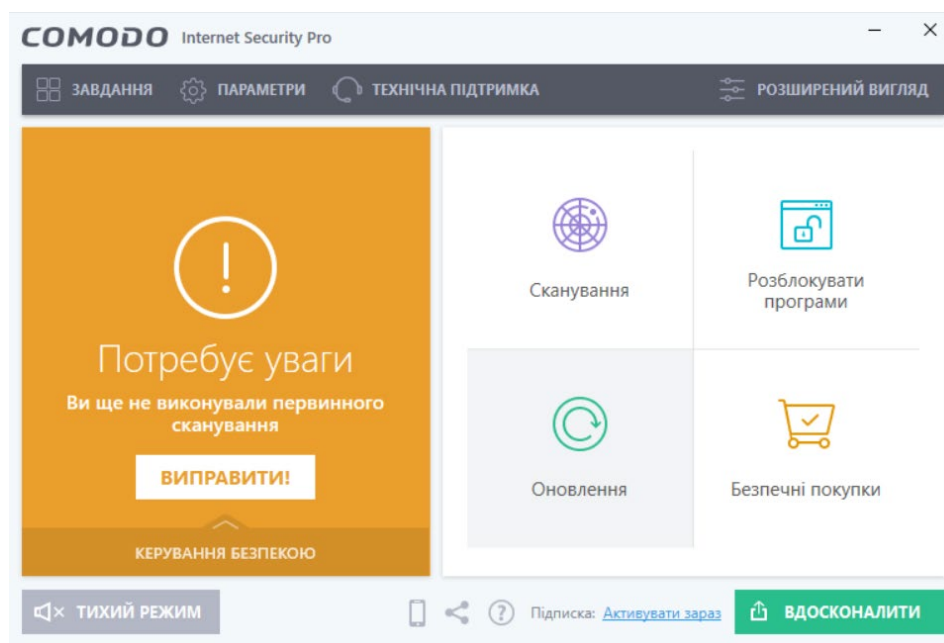 COMODO Internet Security Pro
ЗАВДАННЯ ПАРАМЕТРИ ТЕХНІЧНА ПІДТРИМКА РОЗШИРЕНИЙ ВИГЛЯД
Потребує уваги
Ви ще не виконували первинного
сканування
ВИПРАВИТИ!
КЕРУВАННЯ БЕЗПЕКОЮ
Сканування
Розблокувати
програми
Оновлення
Безпечні покупки
ТИХИЙ РЕЖИМ
Підписка: Активувати зараз
ВДОСКОНАЛИТИ